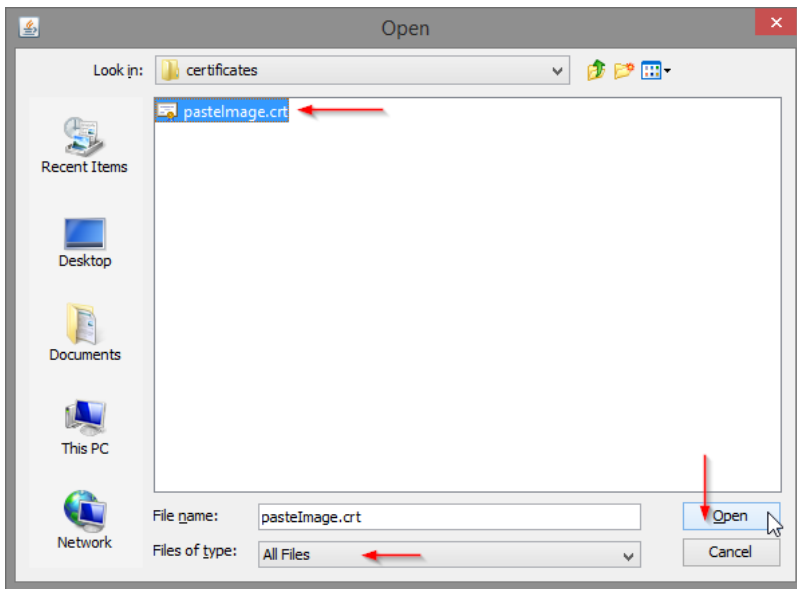 Open
Look in: certificates
pasteImage.crt
Recent Items
Desktop
Documents
This PC
Network
File name: pasteImage.crt
Open
Files of type: All Files
Cancel